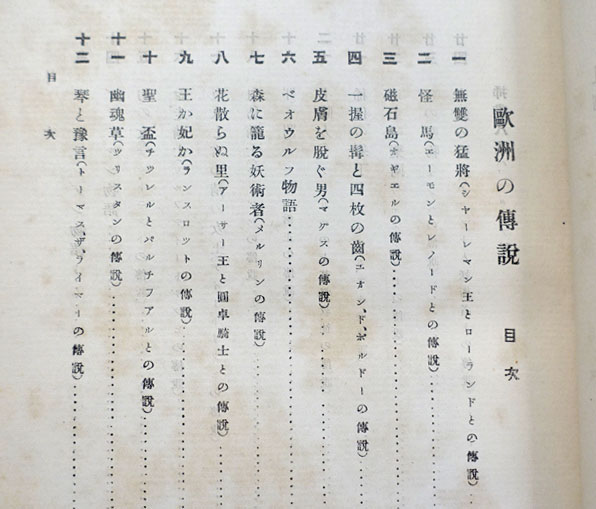 歐洲の傳說
目次
一 無雙の猛將(シャーレマン王とローランドとの傳說)
二 怪馬(エーモンとレノードとの傳說)
三 磁石島(オヤエルの傳說)
四 一握の髯と四枚の齒(ユオン、ド、ボルドーの傳說)
五 皮膚を脫ぐ男(マグスの傳說)
六 ベオウルフ物語
七 森に籠る妖術者(メルリンの傳說)
八 花散らぬ里(アーサー王と圓卓騎士との傳說)
九 王か妃か(ランスロットの傳說)
十 聖盃(チツレルとパルチフアルとの傳說)
十一 幽魂草(ツリスタンの傳說)
十二 琴と豫言(トーマス、ザ、ライマーの傳說)
目次